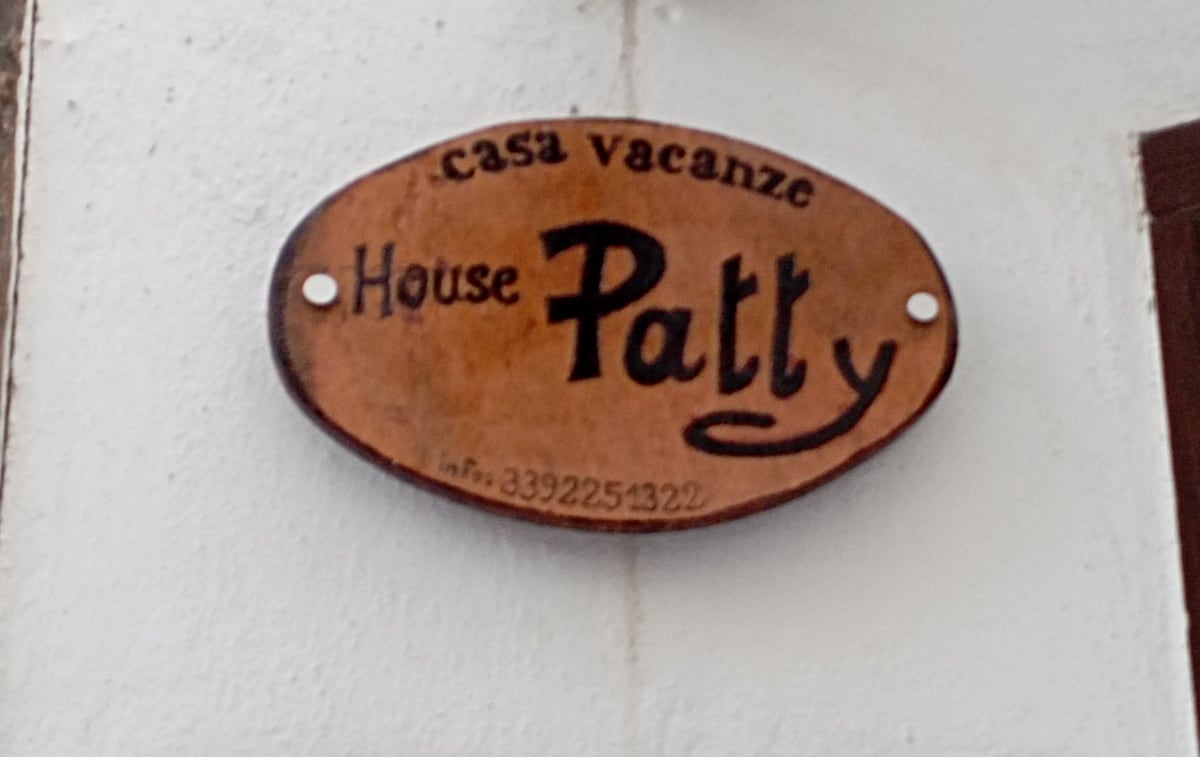 casa vacanze
House Patty
info: 3392251322